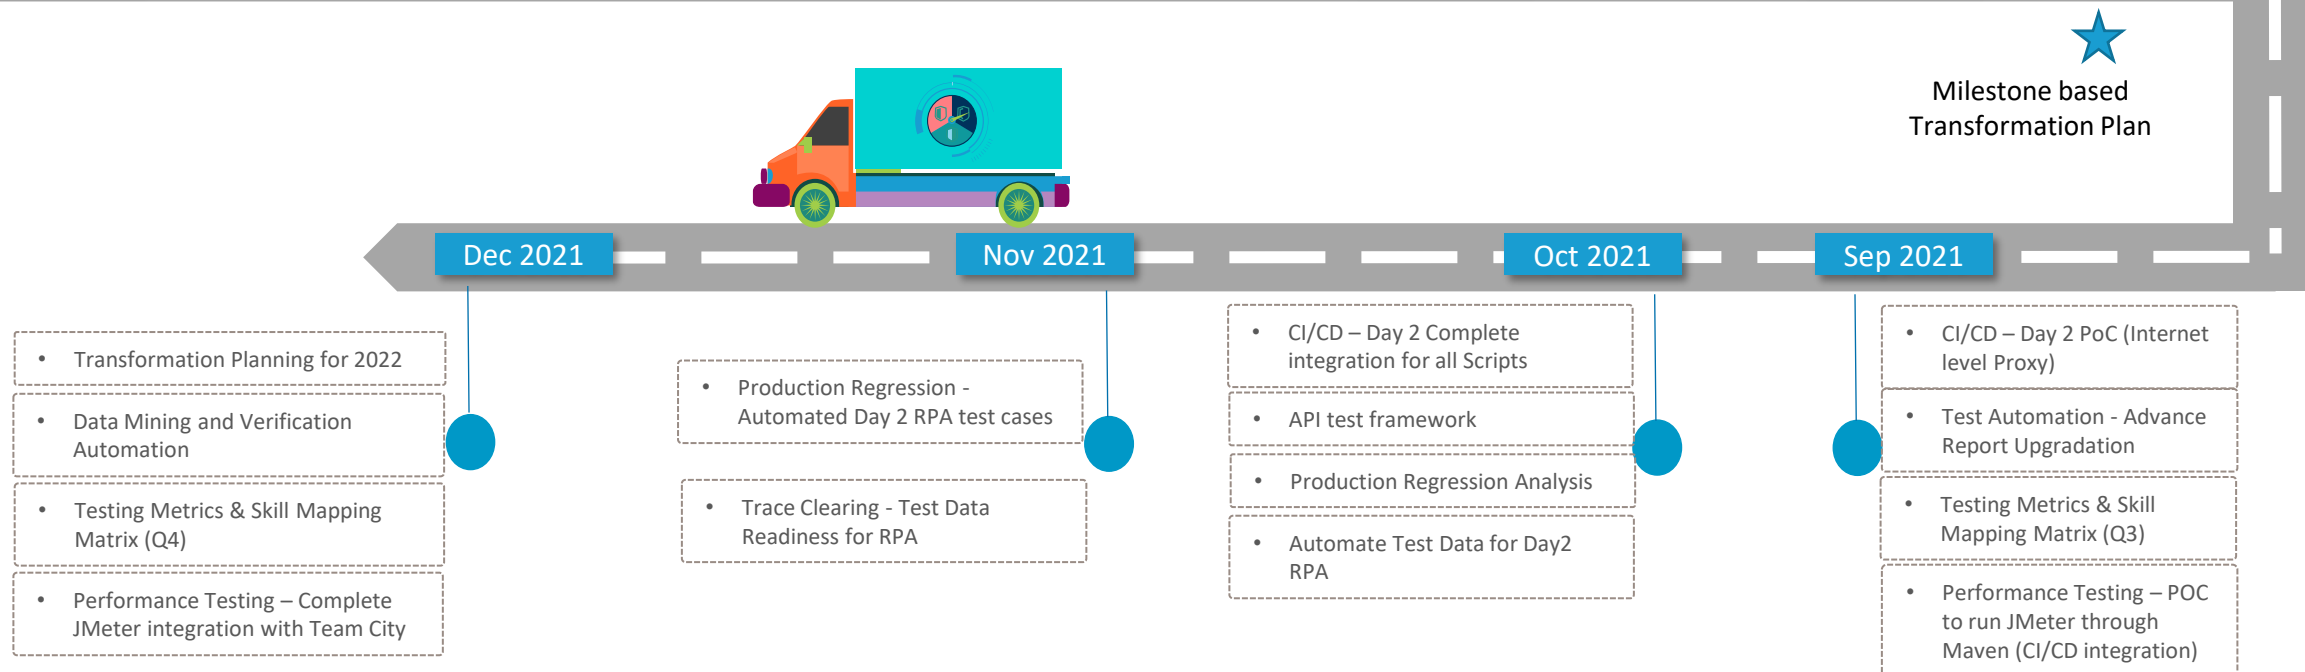 Milestone based
Transformation Plan
Dec 2021
Nov 2021
Oct 2021
Sep 2021
• Transformation Planning for 2022
• Data Mining and Verification
Automation
• Testing Metrics & Skill Mapping
Matrix (Q4)
• Performance Testing – Complete
JMeter integration with Team City
• Production Regression -
Automated Day 2 RPA test cases
• Trace Clearing - Test Data
Readiness for RPA
• CI/CD – Day 2 Complete
integration for all Scripts
• API test framework
• Production Regression Analysis
• Automate Test Data for Day2
RPA
• CI/CD – Day 2 PoC (Internet
level Proxy)
• Test Automation - Advance
Report Upgradation
• Testing Metrics & Skill
Mapping Matrix (Q3)
• Performance Testing – POC
to run JMeter through
Maven (CI/CD integration)